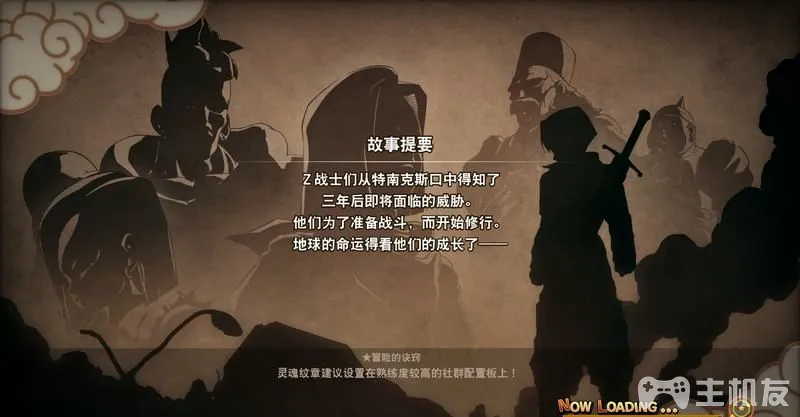 故事提要
Z战士们从特南克斯口中得知了
三年后即将面临的威胁。
他们为了准备战斗，而开始修行。
地球的命运得看他们的成长了——
★冒险的诀窍
灵魂纹章建议设置在熟练度较高的社群配置板上！
NOW LOADING...
主机友